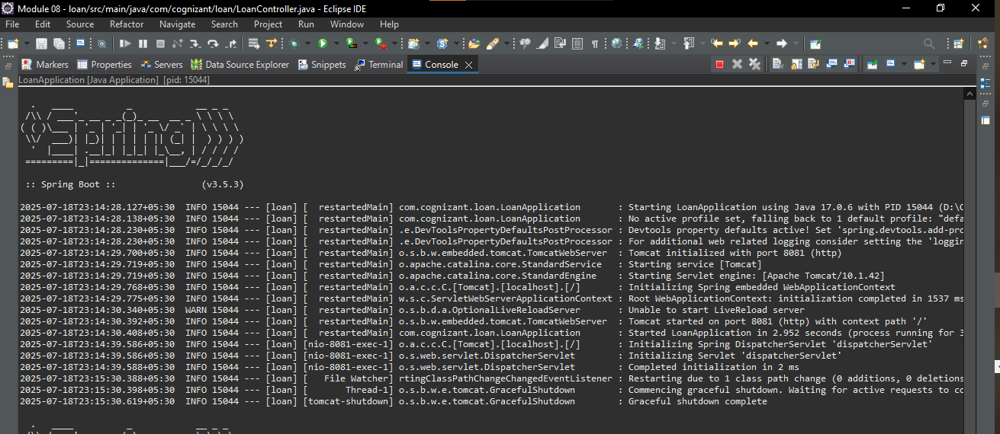 Module 08 - loan/src/main/java/com/cognizant/loan/LoanController.java - Eclipse IDE
File Edit Source Refactor Navigate Search Project Run Window Help
Markers Properties Servers Data Source Explorer Snippets Terminal Console
LoanApplication [Java Application] [pid: 15044]
Spring
:: Spring Boot :: (v3.5.3)
2025-07-18T23:14:28.127+05:30 INFO 15044 --- [loan] [ restartedMain] com.cognizant.loan.LoanApplication : Starting LoanApplication using Java 17.0.6 with PID 15044 (D:\C
2025-07-18T23:14:28.138+05:30 INFO 15044 --- [loan] [ restartedMain] com.cognizant.loan.LoanApplication : No active profile set, falling back to 1 default profile: "defa
2025-07-18T23:14:28.230+05:30 INFO 15044 --- [loan] [ restartedMain] .e.DevToolsPropertyDefaultsPostProcessor : Devtools property defaults active! Set 'spring.devtools.add-pro
2025-07-18T23:14:28.230+05:30 INFO 15044 --- [loan] [ restartedMain] .e.DevToolsPropertyDefaultsPostProcessor : For additional web related logging consider setting the 'loggin
2025-07-18T23:14:29.700+05:30 INFO 15044 --- [loan] [ restartedMain] o.s.b.w.embedded.tomcat.TomcatWebServer : Tomcat initialized with port 8081 (http)
2025-07-18T23:14:29.719+05:30 INFO 15044 --- [loan] [ restartedMain] o.apache.catalina.core.StandardService : Starting service [Tomcat]
2025-07-18T23:14:29.719+05:30 INFO 15044 --- [loan] [ restartedMain] o.apache.catalina.core.StandardEngine : Starting Servlet engine: [Apache Tomcat/10.1.42]
2025-07-18T23:14:29.768+05:30 INFO 15044 --- [loan] [ restartedMain] o.a.c.c.C.[Tomcat].[localhost].[/] : Initializing Spring embedded WebApplicationContext
2025-07-18T23:14:29.775+05:30 INFO 15044 --- [loan] [ restartedMain] w.s.c.ServletWebServerApplicationContext : Root WebApplicationContext: initialization completed in 1537 ms
2025-07-18T23:14:30.340+05:30 WARN 15044 --- [loan] [ restartedMain] o.s.b.d.a.OptionalLiveReloadServer : Unable to start LiveReload server
2025-07-18T23:14:30.392+05:30 INFO 15044 --- [loan] [ restartedMain] o.s.b.w.embedded.tomcat.TomcatWebServer : Tomcat started on port 8081 (http) with context path '/'
2025-07-18T23:14:30.408+05:30 INFO 15044 --- [loan] [ restartedMain] com.cognizant.loan.LoanApplication : Started LoanApplication in 2.952 seconds (process running for 3
2025-07-18T23:14:39.586+05:30 INFO 15044 --- [loan] [nio-8081-exec-1] o.a.c.c.C.[Tomcat].[localhost].[/] : Initializing Spring DispatcherServlet 'dispatcherServlet'
2025-07-18T23:14:39.586+05:30 INFO 15044 --- [loan] [nio-8081-exec-1] o.s.web.servlet.DispatcherServlet : Initializing Servlet 'dispatcherServlet'
2025-07-18T23:14:39.588+05:30 INFO 15044 --- [loan] [nio-8081-exec-1] o.s.web.servlet.DispatcherServlet : Completed initialization in 2 ms
2025-07-18T23:15:30.388+05:30 INFO 15044 --- [loan] [ File Watcher] rtingClassPathChangeChangedEventListener : Restarting due to 1 class path change (0 additions, 0 deletions
2025-07-18T23:15:30.398+05:30 INFO 15044 --- [loan] [ Thread-1] o.s.b.w.e.tomcat.GracefulShutdown : Commencing graceful shutdown. Waiting for active requests to co
2025-07-18T23:15:30.619+05:30 INFO 15044 --- [loan] [tomcat-shutdown] o.s.b.w.e.tomcat.GracefulShutdown : Graceful shutdown complete